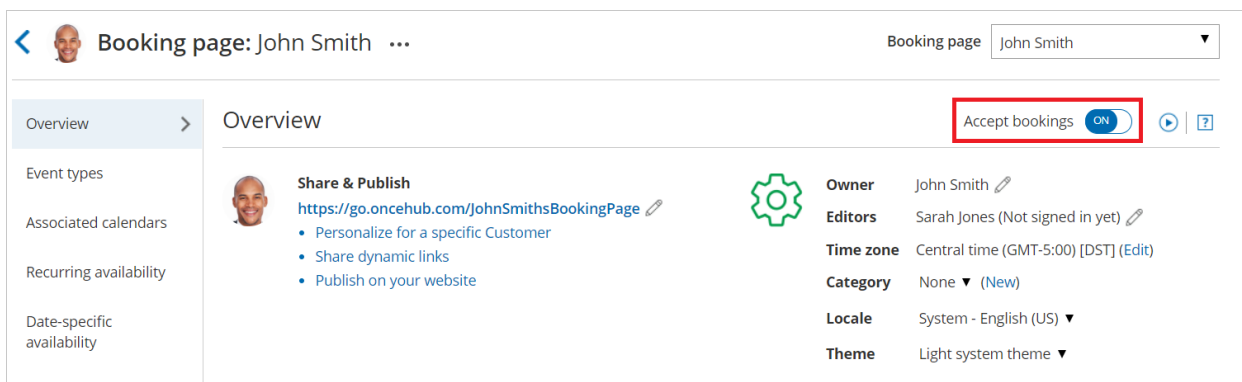 Booking page: John Smith ...
Booking page John Smith
Overview
Overview
Accept bookings ON
?
Event types
Associated calendars
Recurring availability
Date-specific
availability
Share & Publish
https://go.oncehub.com/JohnSmithsBookingPage
• Personalize for a specific Customer
• Share dynamic links
• Publish on your website
Owner John Smith
Editors Sarah Jones (Not signed in yet)
Time zone Central time (GMT-5:00) [DST] (Edit)
Category None ▼ (New)
Locale System - English (US) ▼
Theme Light system theme ▼